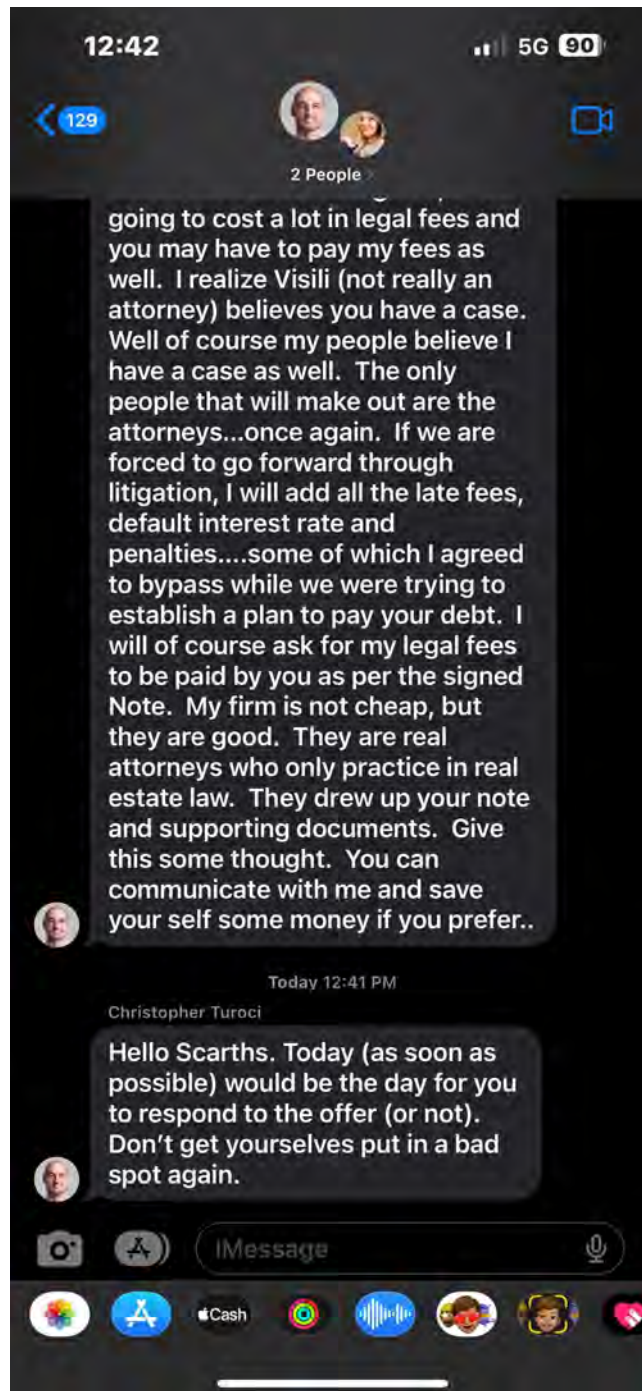 12:42
5G 90
129
2 People
going to cost a lot in legal fees and
you may have to pay my fees as
well.  I realize Visili (not really an
attorney) believes you have a case.
Well of course my people believe I
have a case as well.  The only
people that will make out are the
attorneys...once again.  If we are
forced to go forward through
litigation, I will add all the late fees,
default interest rate and
penalties....some of which I agreed
to bypass while we were trying to
establish a plan to pay your debt.  I
will of course ask for my legal fees
to be paid by you as per the signed
Note.  My firm is not cheap, but
they are good.  They are real
attorneys who only practice in real
estate law.  They drew up your note
and supporting documents.  Give
this some thought.  You can
communicate with me and save
your self some money if you prefer..
Today 12:41 PM
Christopher Turoci
Hello Scarths. Today (as soon as
possible) would be the day for you
to respond to the offer (or not).
Don't get yourselves put in a bad
spot again.
iMessage
Cash